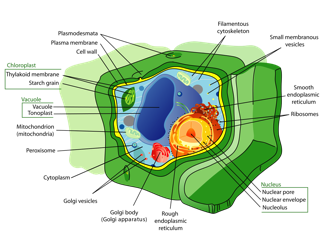 Filamentous
cytoskeleton
Plasmodesmata
Plasma membrane
Cell wall
Small membranous
vesicles
Chloroplast
Thylakoid membrane
Starch grain
Smooth
endoplasmic
reticulum
Ribosomes
Vacuole
Vacuole
Tonoplast
Mitochondrion
(mitochondria)
Peroxisome
Cytoplasm
Golgi vesicles
Golgi body
(Golgi apparatus)
Rough
endoplasmic
reticulum
Nucleus
Nuclear pore
Nuclear envelope
Nucleolus